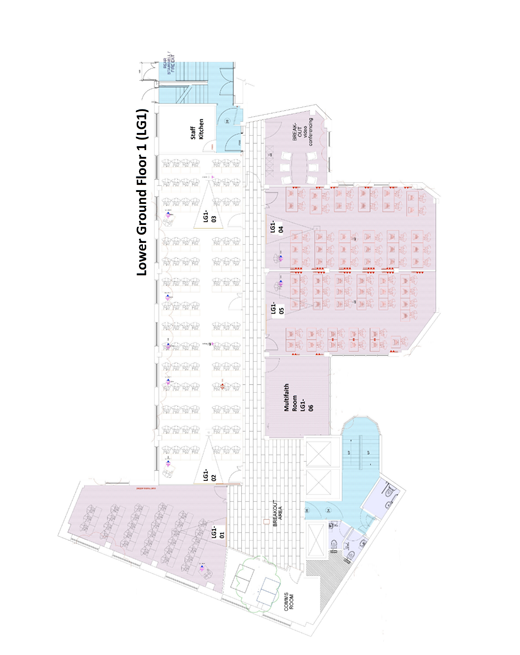 Lower Ground Floor 1 (LG1)
Staff
Kitchen
BREAK-
OUT
video
conferencing
LG1-
03
LG1-
04
LG1-
05
Multifaith
Room
LG1-
06
LG1-
02
LG1-
01
BREAKOUT
AREA
COMMS
ROOM